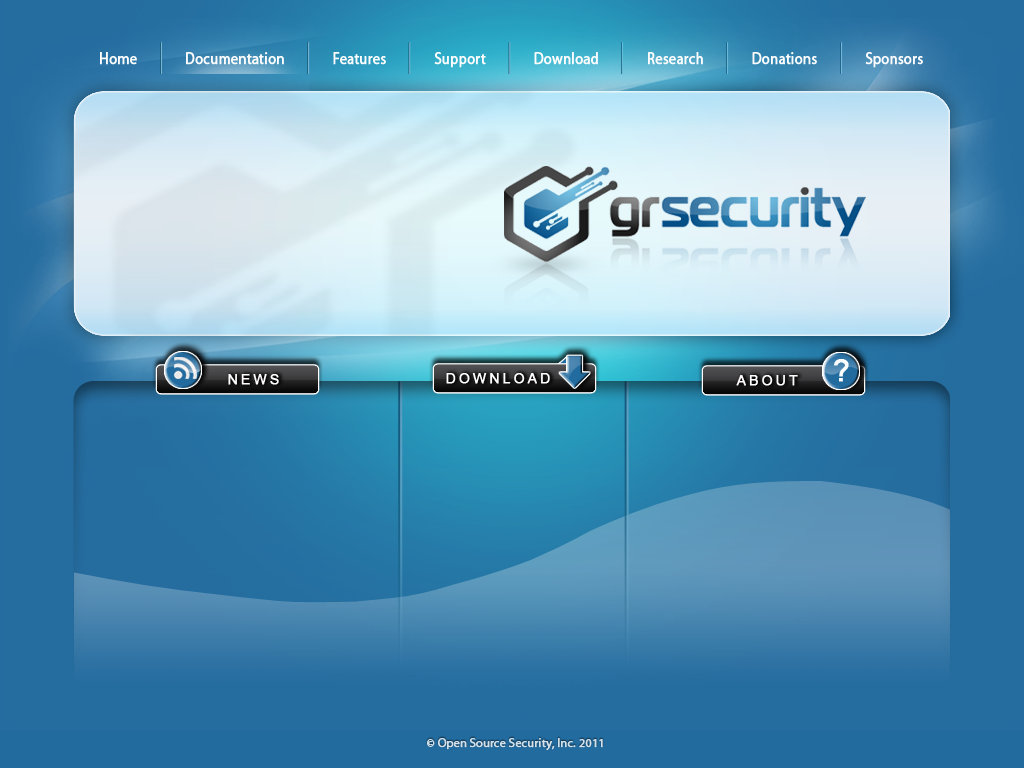 Home Documentation Features Support Download Research Donations Sponsors
grsecurity
NEWS DOWNLOAD ABOUT ?
© Open Source Security, Inc. 2011